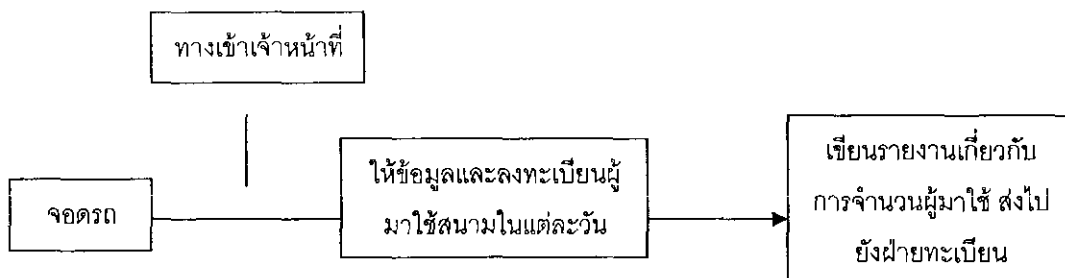 ทางเข้าเจ้าหน้าที่
จอดรถ
ให้ข้อมูลและลงทะเบียนผู้
มาใช้สนามในแต่ละวัน
เขียนรายงานเกี่ยวกับ
การจำนวนผู้มาใช้ ส่งไป
ยังฝ่ายทะเบียน